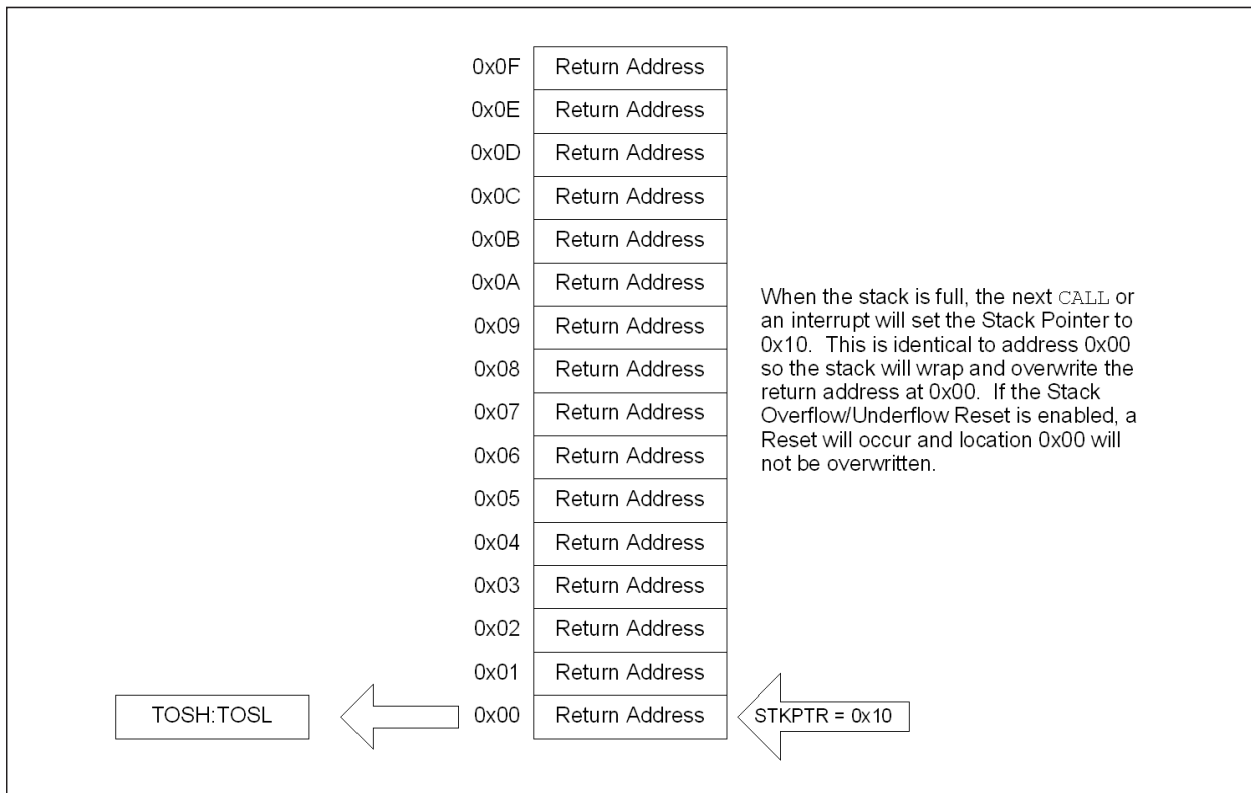 0x0F Return Address
0x0E Return Address
0x0D Return Address
0x0C Return Address
0x0B Return Address
0x0A Return Address
0x09 Return Address
0x08 Return Address
0x07 Return Address
0x06 Return Address
0x05 Return Address
0x04 Return Address
0x03 Return Address
0x02 Return Address
0x01 Return Address
TOSH:TOSL 0x00 Return Address STKPTR = 0x10
When the stack is full, the next CALL or
an interrupt will set the Stack Pointer to
0x10. This is identical to address 0x00
so the stack will wrap and overwrite the
return address at 0x00. If the Stack
Overflow/Underflow Reset is enabled, a
Reset will occur and location 0x00 will
not be overwritten.